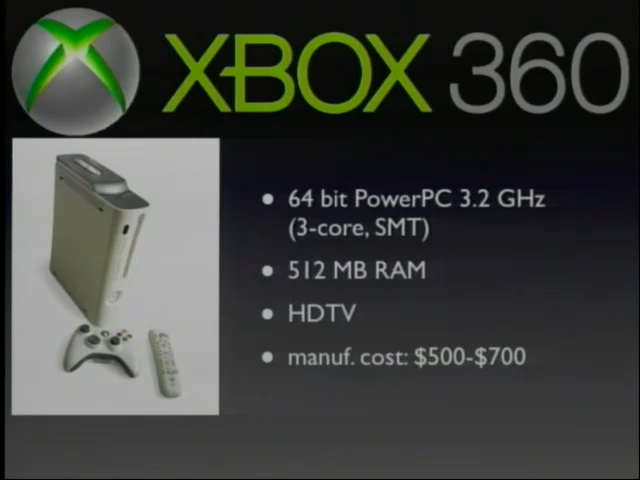 XBOX 360
• 64 bit PowerPC 3.2 GHz
(3-core, SMT)
• 512 MB RAM
• HDTV
• manuf. cost: $500-$700